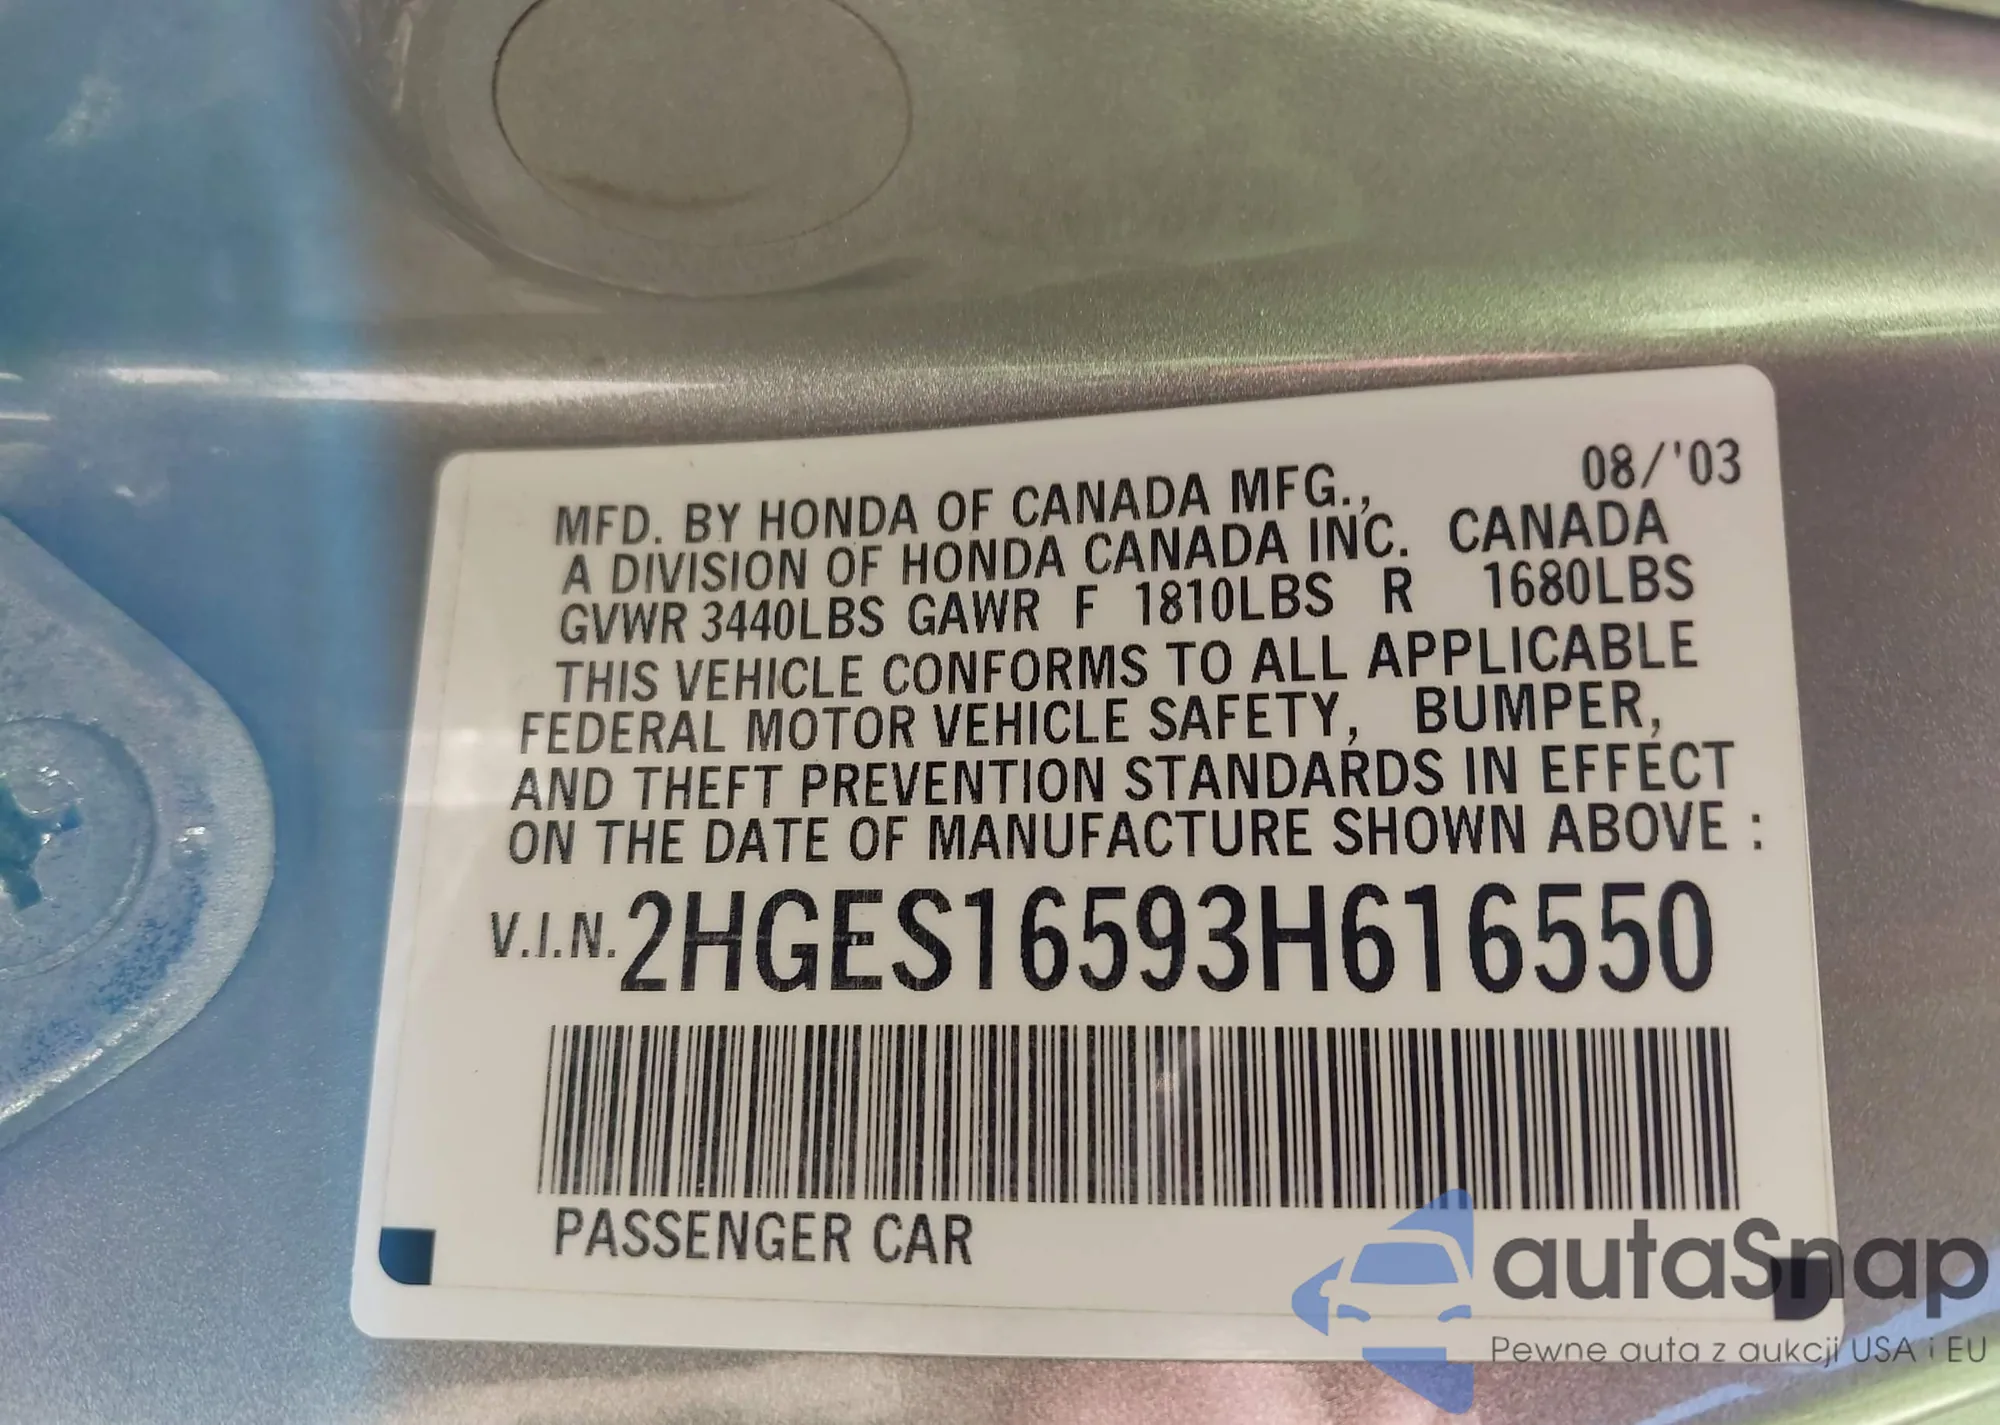 08/'03
MFD. BY HONDA OF CANADA MFG.,
A DIVISION OF HONDA CANADA INC. CANADA
GVWR 3440LBS GAWR F 1810LBS R 1680LBS
THIS VEHICLE CONFORMS TO ALL APPLICABLE
FEDERAL MOTOR VEHICLE SAFETY, BUMPER,
AND THEFT PREVENTION STANDARDS IN EFFECT
ON THE DATE OF MANUFACTURE SHOWN ABOVE :
V.I.N. 2HGES16593H616550
PASSENGER CAR
autaSnap
Pewne auta z aukcji USA i EU